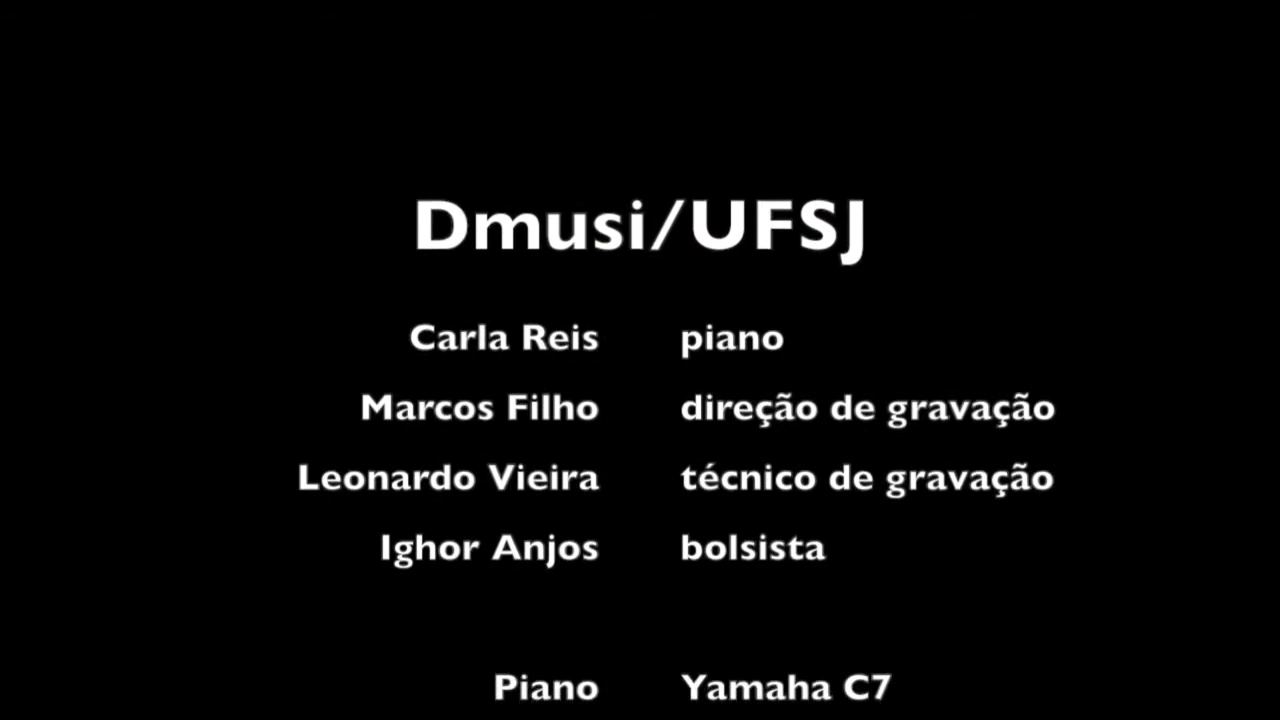 Dmusi/UFSJ
Carla Reis piano
Marcos Filho direção de gravação
Leonardo Vieira técnico de gravação
Ighor Anjos bolsista
Piano Yamaha C7